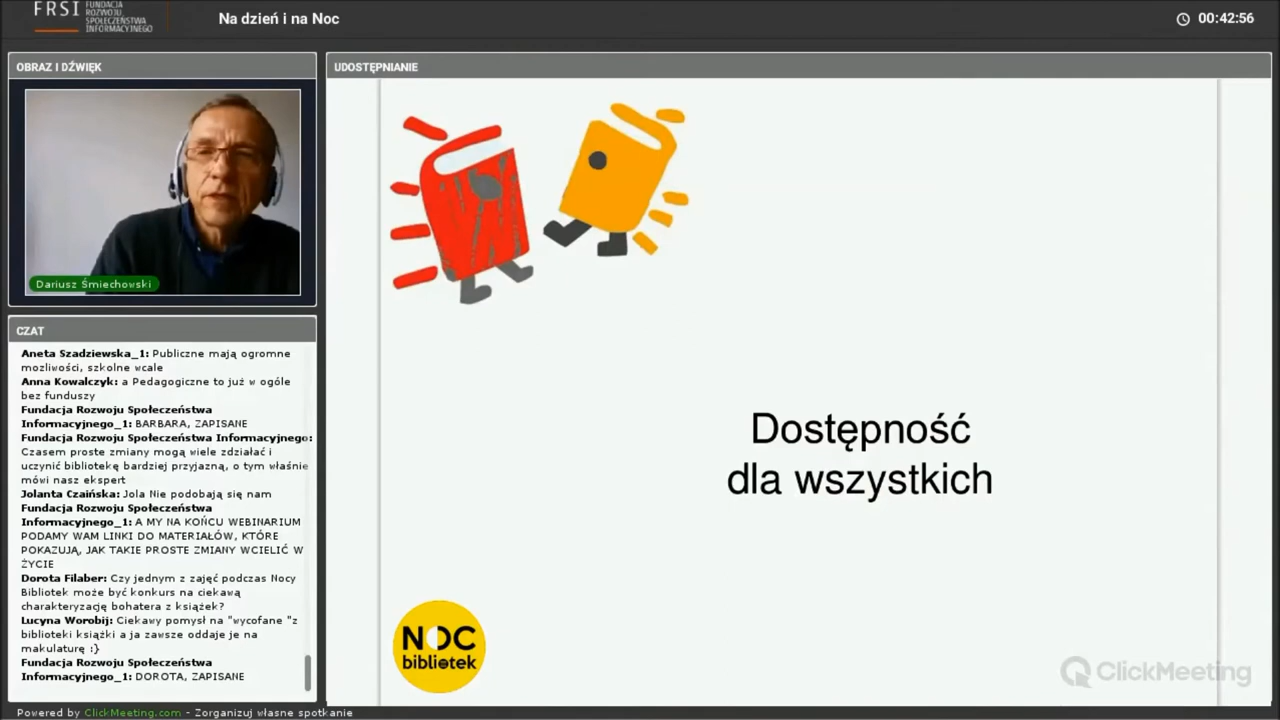 FRSI
FUNDACJA
ROZWOJU
SPOŁECZEŃSTWA
INFORMACYJNEGO
Na dzień i na Noc
00:42:56
OBRAZ I DŹWIĘK
Dariusz Śmiechowski
CZAT
Aneta Szadziewska_1: Publiczne mają ogromne
mozliwości, szkolne wcale
Anna Kowalczyk: a Pedagogiczne to już w ogóle
bez funduszy
Fundacja Rozwoju Społeczeństwa
Informacyjnego_1: BARBARA, ZAPISANE
Fundacja Rozwoju Społeczeństwa Informacyjnego:
Czasem proste zmiany mogą wiele zdziałać i
uczynić bibliotekę bardziej przyjazną, o tym właśnie
mówi nasz ekspert
Jolanta Czaińska: Jola Nie podobają się nam
Fundacja Rozwoju Społeczeństwa
Informacyjnego_1: A MY NA KOŃCU WEBINARIUM
PODAMY WAM LINKI DO MATERIAŁÓW, KTÓRE
POKAZUJĄ, JAK TAKIE PROSTE ZMIANY WCIELIĆ W
ŻYCIE
Dorota Filaber: Czy jednym z zajęć podczas Nocy
Bibliotek może być konkurs na ciekawą
charakteryzację bohatera z książek?
Lucyna Worobij: Ciekawy pomysł na "wycofane "z
biblioteki książki a ja zawsze oddaje je na
makulaturę :}
Fundacja Rozwoju Społeczeństwa
Informacyjnego_1: DOROTA, ZAPISANE
UDOSTĘPNIANIE
Dostępność
dla wszystkich
NOC
bibliotek
ClickMeeting
Powered by ClickMeeting.com - Zorganizuj własne spotkanie